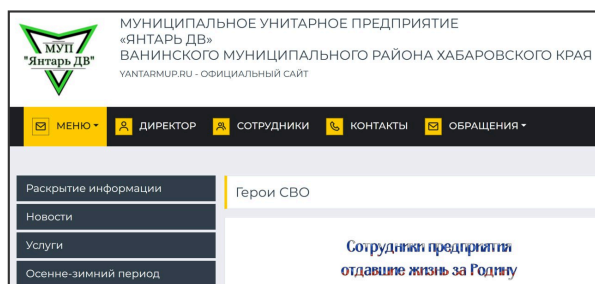 МУП
"Янтарь ДВ"
МУНИЦИПАЛЬНОЕ УНИТАРНОЕ ПРЕДПРИЯТИЕ
«ЯНТАРЬ ДВ»
ВАНИНСКОГО МУНИЦИПАЛЬНОГО РАЙОНА ХАБАРОВСКОГО КРАЯ
YANTARMUP.RU - ОФИЦИАЛЬНЫЙ САЙТ
МЕНЮ ДИРЕКТОР СОТРУДНИКИ КОНТАКТЫ ОБРАЩЕНИЯ
Раскрытие информации
Новости
Услуги
Осенне-зимний период
Герои СВО
Сотрудники предприятия
отдавшие жизнь за Родину